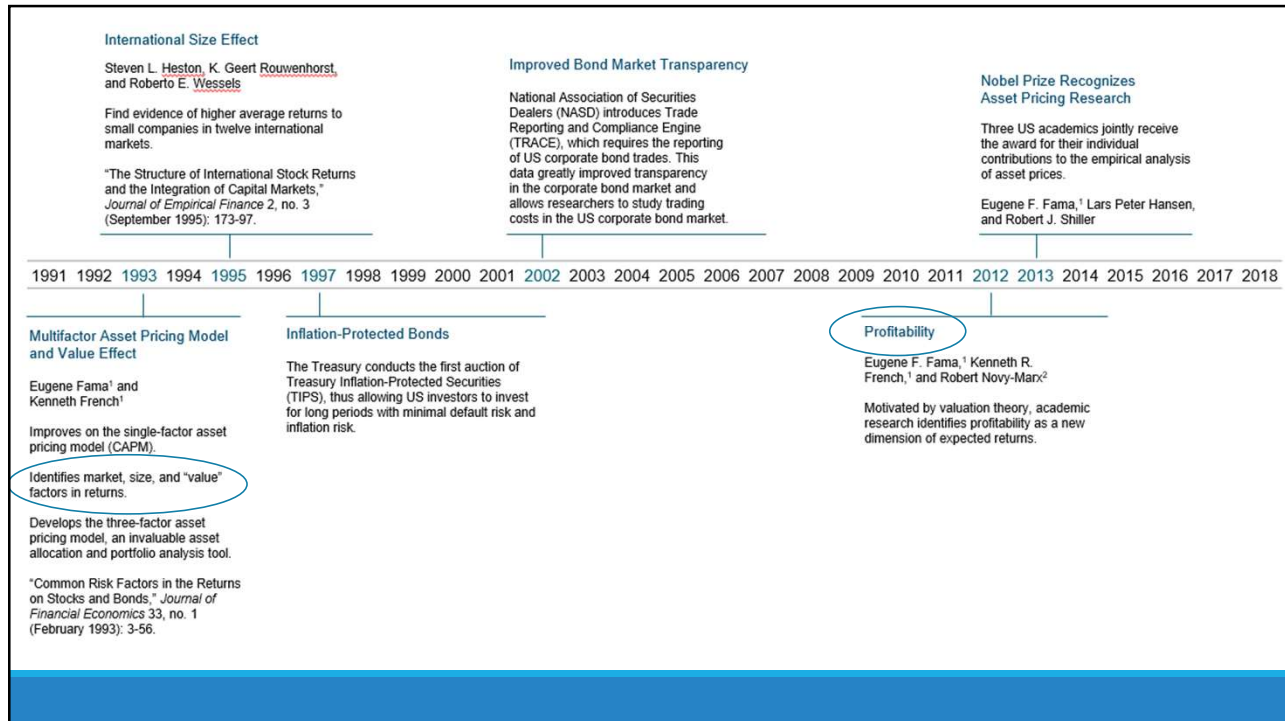 International Size Effect
Steven L. Heston, K. Geert Rouwenhorst,
and Roberto E. Wessels
Find evidence of higher average returns to
small companies in twelve international
markets.
“The Structure of International Stock Returns
and the Integration of Capital Markets,”
Journal of Empirical Finance 2, no. 3
(September 1995): 173-97.
Improved Bond Market Transparency
National Association of Securities
Dealers (NASD) introduces Trade
Reporting and Compliance Engine
(TRACE), which requires the reporting
of US corporate bond trades. This
data greatly improved transparency
in the corporate bond market and
allows researchers to study trading
costs in the US corporate bond market.
Nobel Prize Recognizes
Asset Pricing Research
Three US academics jointly receive
the award for their individual
contributions to the empirical analysis
of asset prices.
Eugene F. Fama,¹ Lars Peter Hansen,
and Robert J. Shiller
1991 1992 1993 1994 1995 1996 1997 1998 1999 2000 2001 2002 2003 2004 2005 2006 2007 2008 2009 2010 2011 2012 2013 2014 2015 2016 2017 2018
Multifactor Asset Pricing Model
and Value Effect
Eugene Fama¹ and
Kenneth French¹
Improves on the single-factor asset
pricing model (CAPM).
Identifies market, size, and “value”
factors in returns.
Develops the three-factor asset
pricing model, an invaluable asset
allocation and portfolio analysis tool.
“Common Risk Factors in the Returns
on Stocks and Bonds,” Journal of
Financial Economics 33, no. 1
(February 1993): 3-56.
Inflation-Protected Bonds
The Treasury conducts the first auction of
Treasury Inflation-Protected Securities
(TIPS), thus allowing US investors to invest
for long periods with minimal default risk and
inflation risk.
Profitability
Eugene F. Fama,¹ Kenneth R.
French,¹ and Robert Novy-Marx²
Motivated by valuation theory, academic
research identifies profitability as a new
dimension of expected returns.